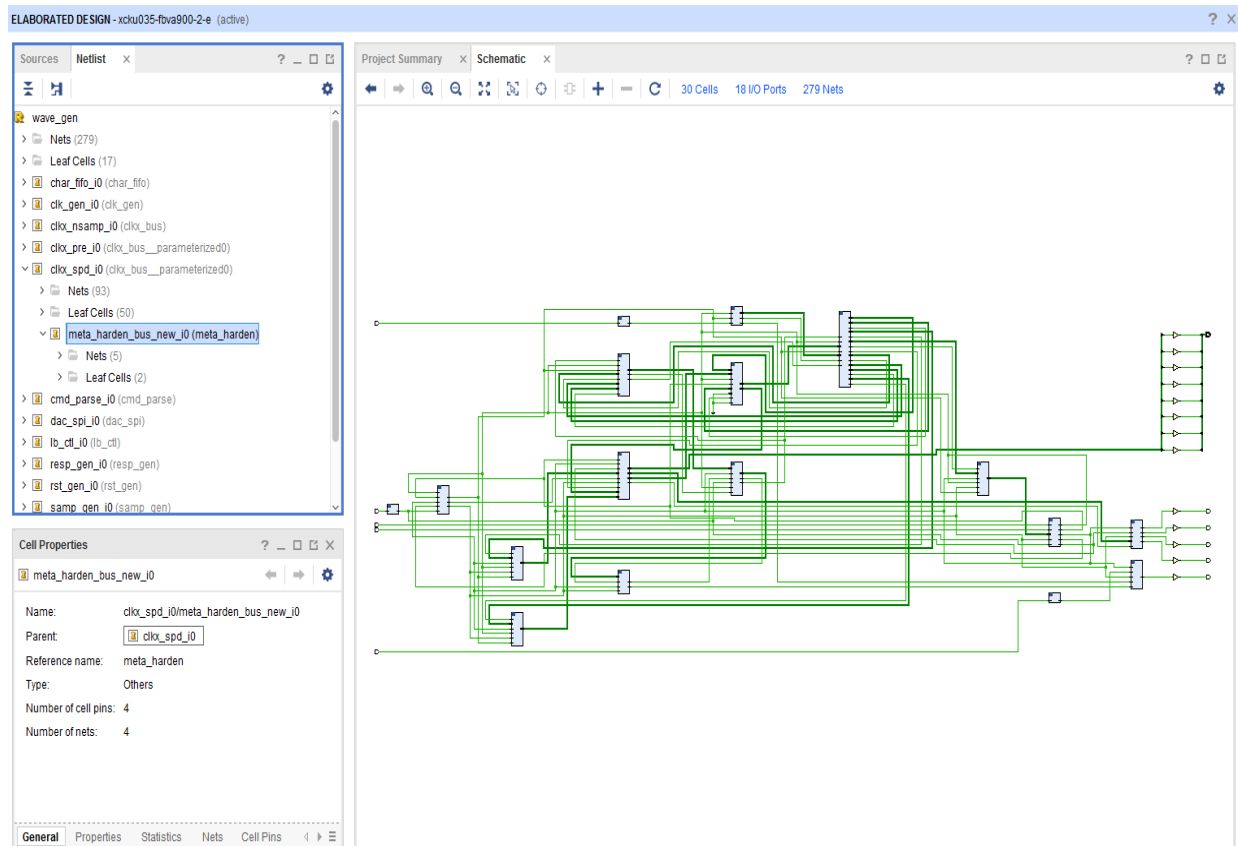 ELABORATED DESIGN - xcku035-fbva900-2-e (active)
Sources Netlist
wave_gen
Nets (279)
Leaf Cells (17)
char_fifo_i0 (char_fifo)
clk_gen_i0 (clk_gen)
clkx_nsamp_i0 (clkx_bus)
clkx_pre_i0 (clkx_bus__parameterized0)
clkx_spd_i0 (clkx_bus__parameterized0)
Nets (93)
Leaf Cells (50)
meta_harden_bus_new_i0 (meta_harden)
Nets (5)
Leaf Cells (2)
cmd_parse_i0 (cmd_parse)
dac_spi_i0 (dac_spi)
lb_ctl_i0 (lb_ctl)
resp_gen_i0 (resp_gen)
rst_gen_i0 (rst_gen)
samp_gen_i0 (samp_gen)
Cell Properties
meta_harden_bus_new_i0
Name: clkx_spd_i0/meta_harden_bus_new_i0
Parent: clkx_spd_i0
Reference name: meta_harden
Type: Others
Number of cell pins: 4
Number of nets: 4
General Properties Statistics Nets Cell Pins
Project Summary Schematic
30 Cells 18 I/O Ports 279 Nets